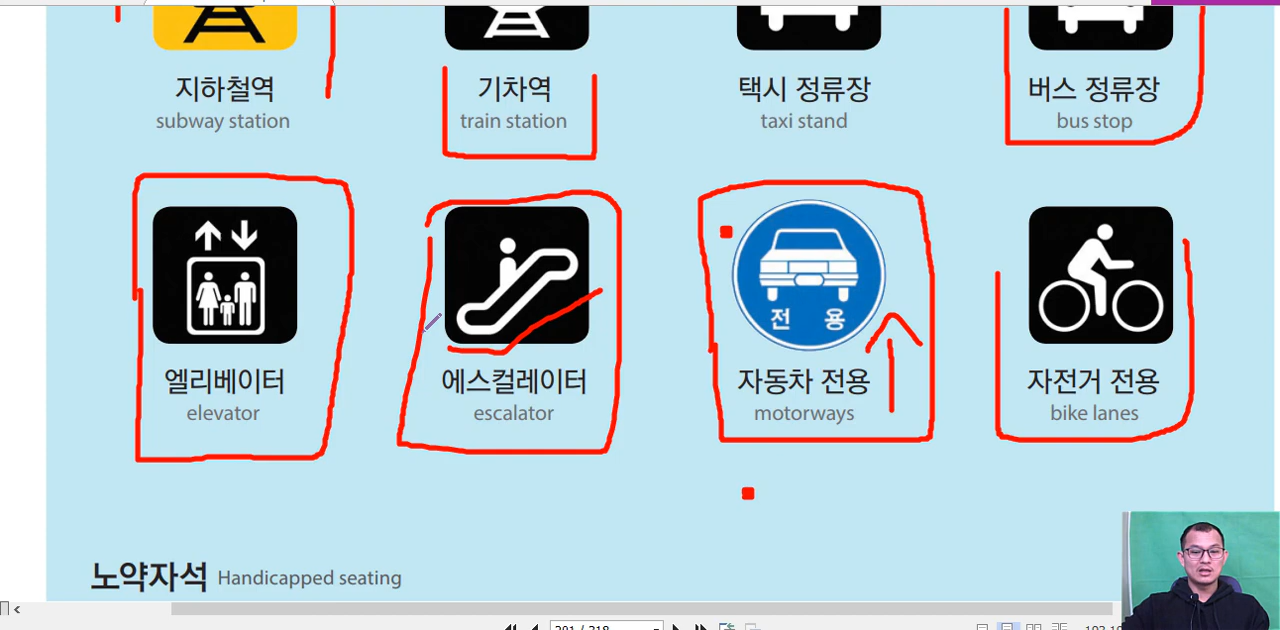 지하철역 기차역 택시 정류장 버스 정류장
subway station train station taxi stand bus stop
전 용
엘리베이터 에스컬레이터 자동차 전용 자전거 전용
elevator escalator motorways bike lanes
노약자석 Handicapped seating